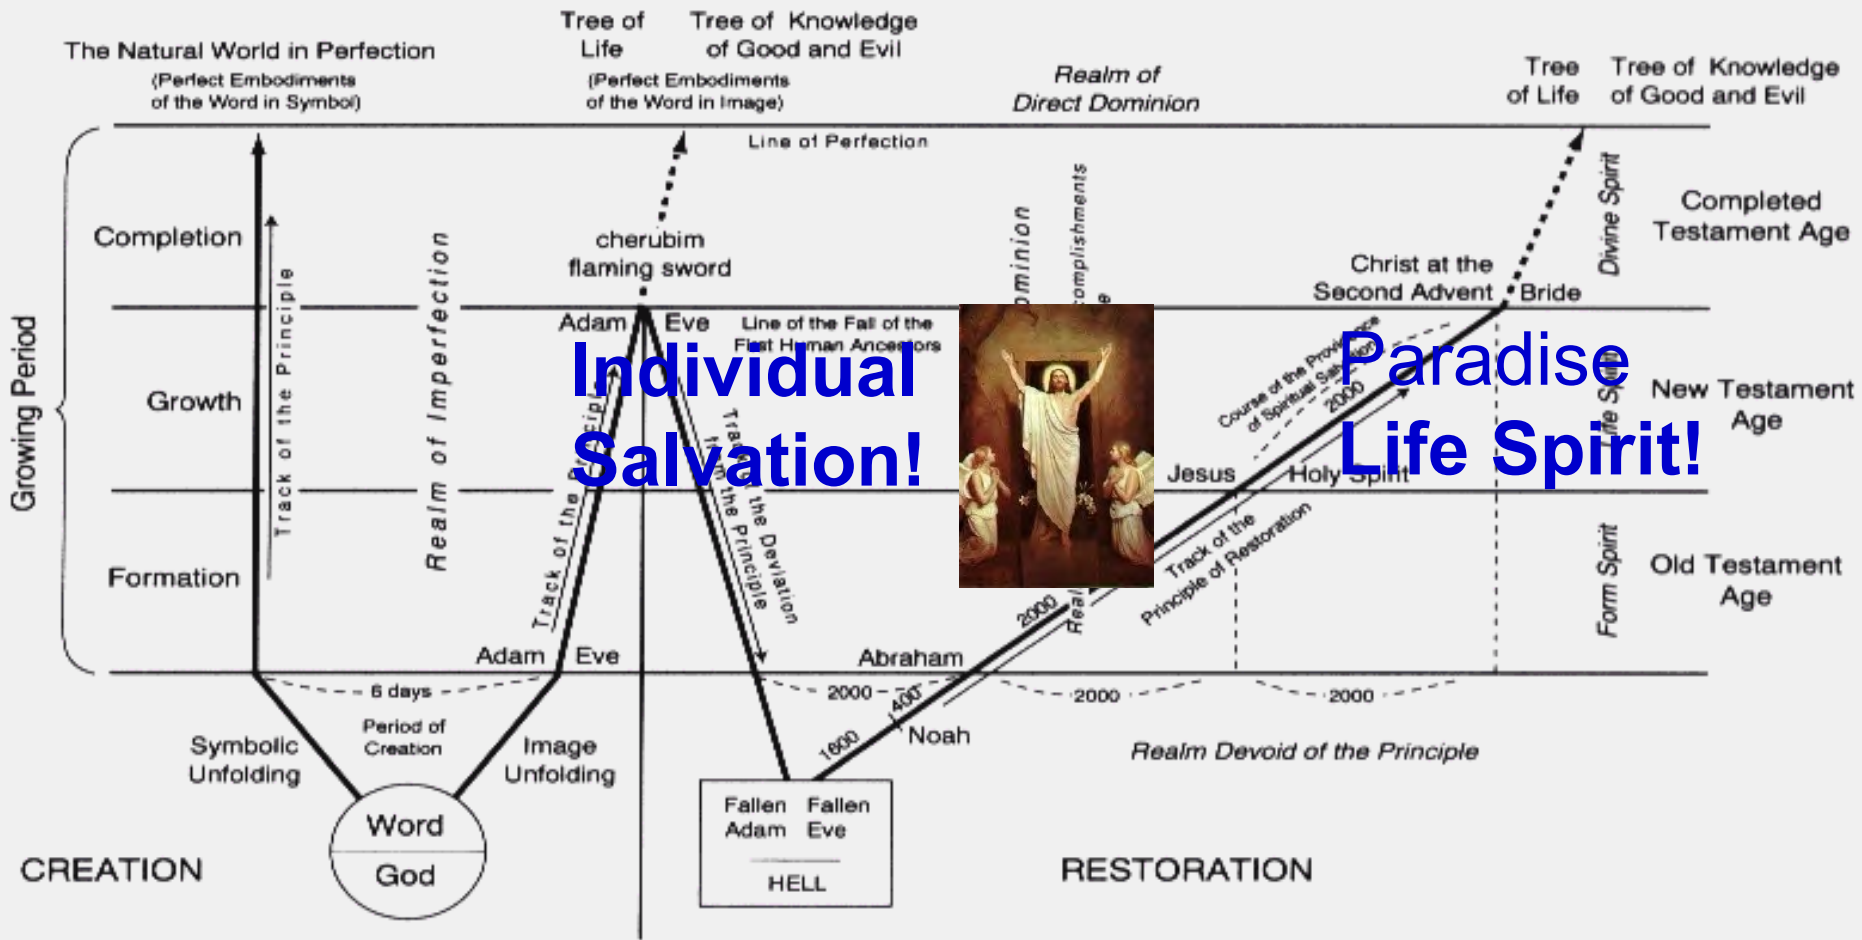 Tree of
Life
Tree of Knowledge
of Good and Evil
The Natural World in Perfection
(Perfect Embodiments
of the Word in Symbol)
(Perfect Embodiments
of the Word in Image)
Realm of
Direct Dominion
Tree
of Life
Tree of Knowledge
of Good and Evil
Line of Perfection
Growing Period
Completion
Growth
Formation
Track of the Principle
Realm of Imperfection
cherubim
flaming sword
Adam
Eve
Line of the Fall of the
First Human Ancestors
Individual
Salvation!
Track of the Principle
Track of the Deviation
from the Principle
Christ at the
Second Advent
Bride
Course of the Providence
of Spiritual Salvation
2000
Paradise
Life Spirit!
Jesus
Holy Spirit
Track of the
Principle of Restoration
2000
Divine Spirit
Life Spirit
Form Spirit
Completed
Testament Age
New Testament
Age
Old Testament
Age
Adam
Eve
Abraham
6 days
2000
400
2000
2000
Period of
Creation
Symbolic
Unfolding
Image
Unfolding
1600
Noah
Realm Devoid of the Principle
Word
God
Fallen
Adam
Fallen
Eve
HELL
CREATION
RESTORATION